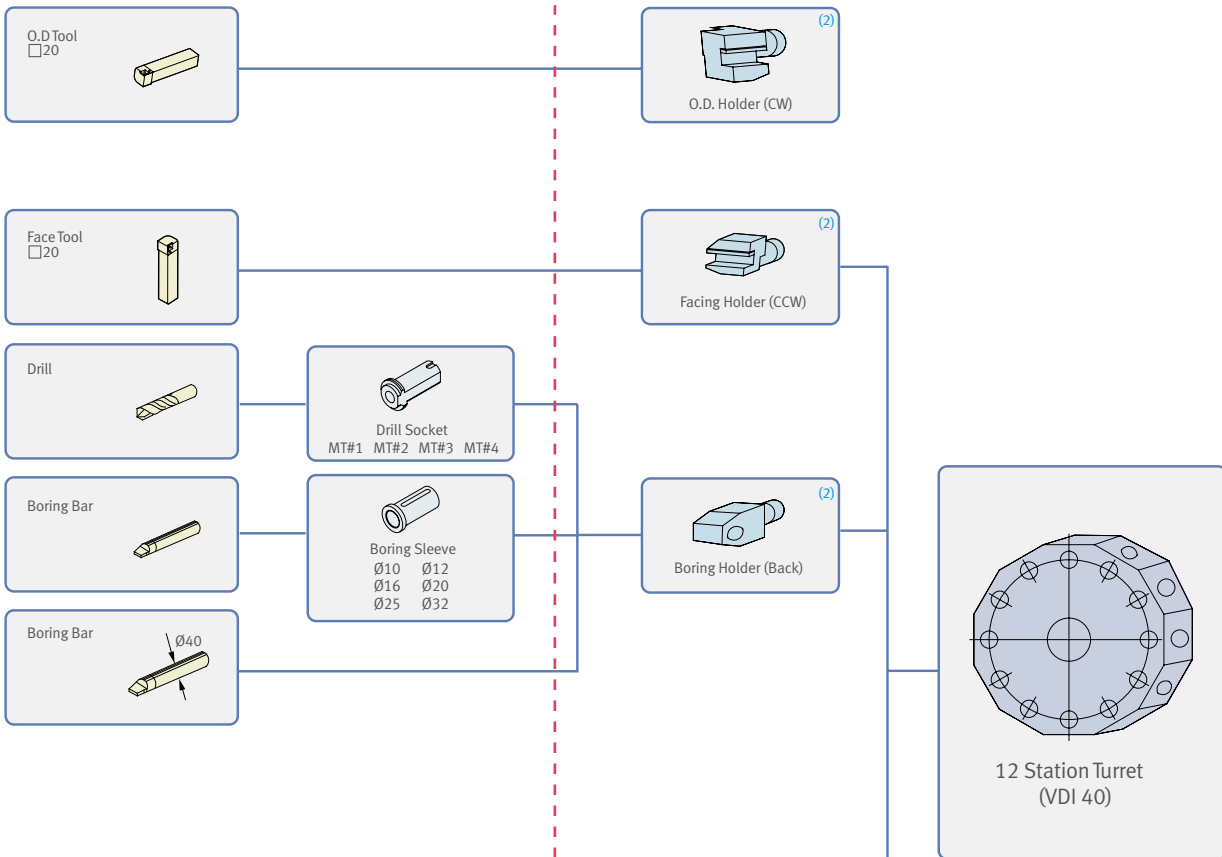 O.D Tool
□20
(2)
O.D. Holder (CW)
Face Tool
□20
(2)
Facing Holder (CCW)
Drill
Drill Socket
MT#1 MT#2 MT#3 MT#4
Boring Bar
Boring Sleeve
Ø10 Ø12
Ø16 Ø20
Ø25 Ø32
(2)
Boring Holder (Back)
Boring Bar
Ø40
12 Station Turret
(VDI 40)